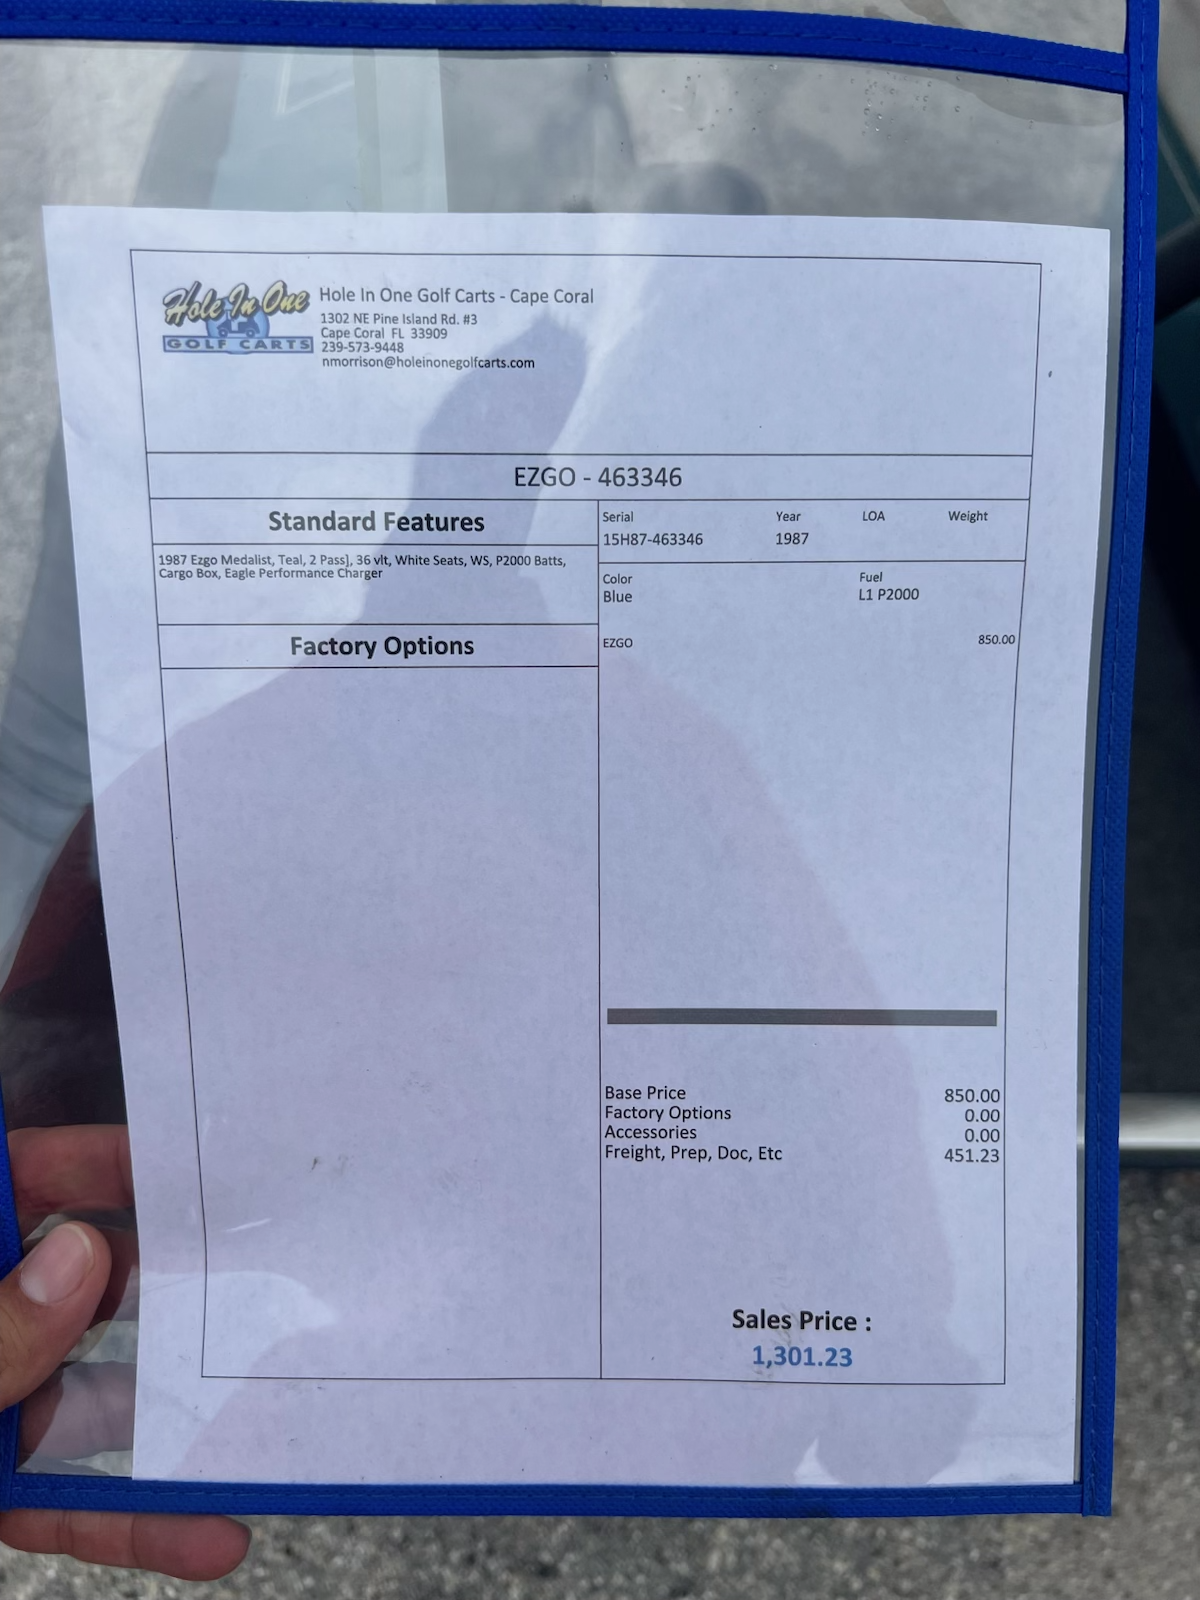 Hole In One
GOLF CARTS
Hole In One Golf Carts - Cape Coral
1302 NE Pine Island Rd. #3
Cape Coral FL 33909
239-573-9448
nmorrison@holeinonegolfcarts.com
EZGO - 463346
Standard Features
1987 Ezgo Medalist, Teal, 2 Pass], 36 vlt, White Seats, WS, P2000 Batts,
Cargo Box, Eagle Performance Charger
Factory Options
Serial Year LOA Weight
15H87-463346 1987
Color Fuel
Blue L1 P2000
EZGO 850.00
Base Price 850.00
Factory Options 0.00
Accessories 0.00
Freight, Prep, Doc, Etc 451.23
Sales Price :
1,301.23